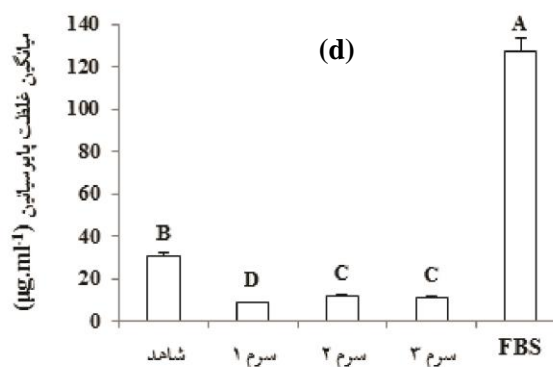 میانگین غلظت پابرسیاتین (µg.ml-1)
140
120
100
80
60
40
20
0
(d)
B
D
C
C
A
شاهد
سرم ۱
سرم ۲
سرم ۳
FBS